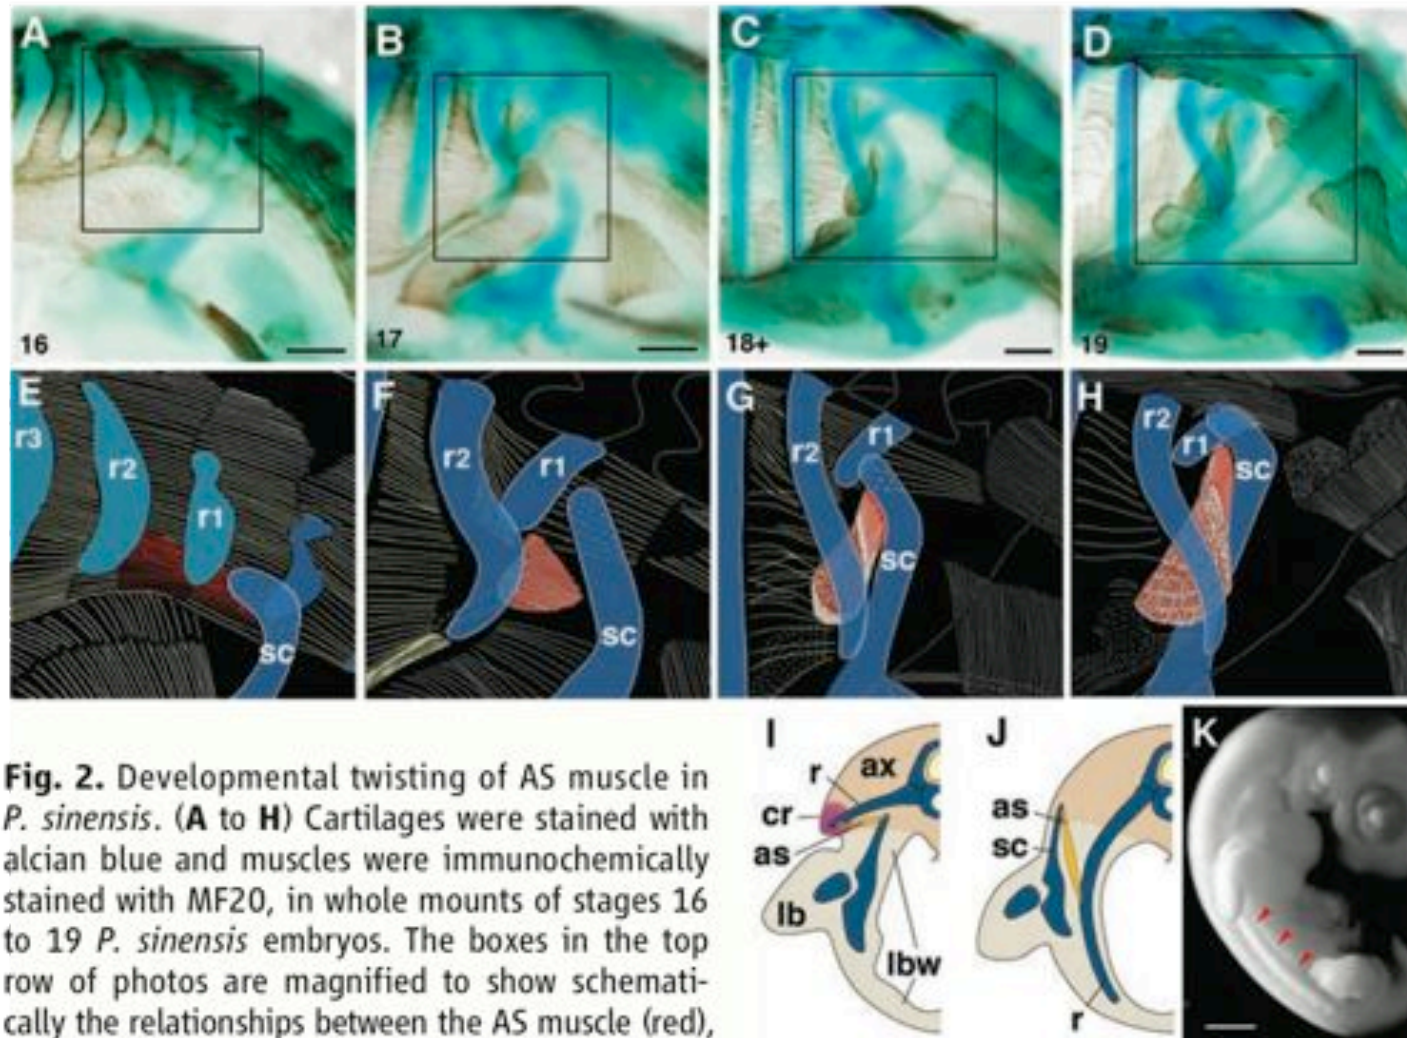 A B C D
16 17 18+ 19
E F G H
r3 r2 r1 sc r2 r1 sc r2 r1 sc r2 r1 sc
I J K
r ax
cr as
as sc
lb
lbw
r
Fig. 2. Developmental twisting of AS muscle in
P. sinensis. (A to H) Cartilages were stained with
alcian blue and muscles were immunochemically
stained with MF20, in whole mounts of stages 16
to 19 P. sinensis embryos. The boxes in the top
row of photos are magnified to show schemati-
cally the relationships between the AS muscle (red),